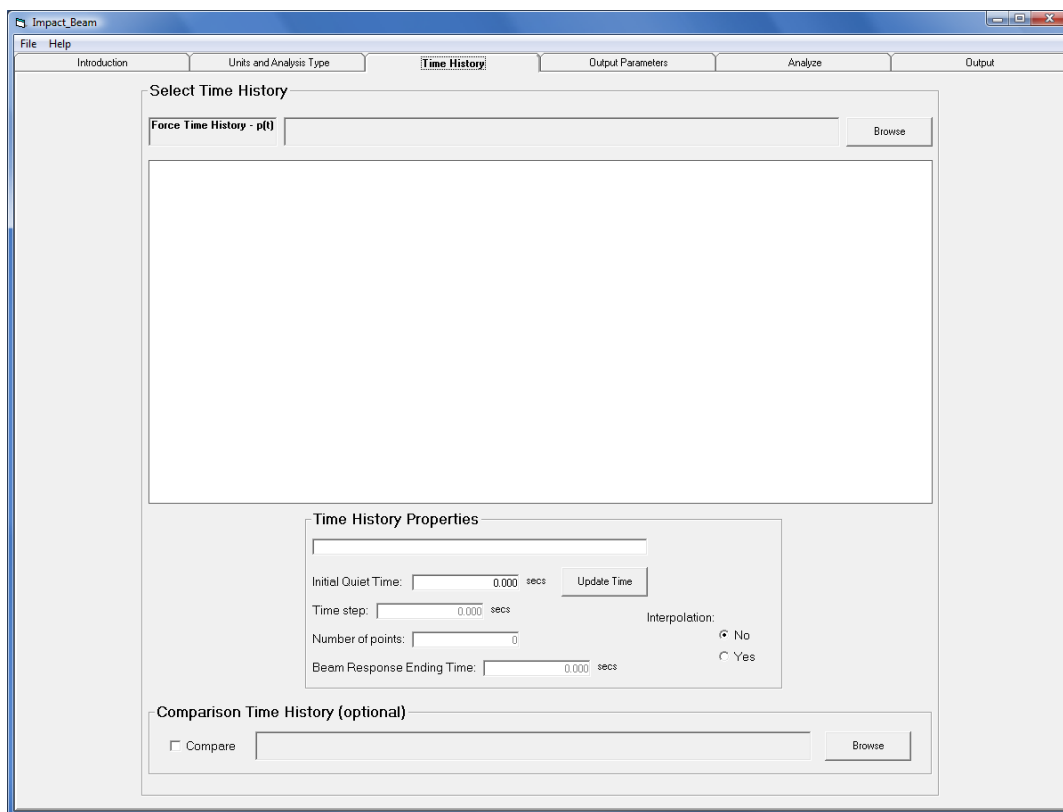 Impact_Beam
File Help
Introduction Units and Analysis Type Time History Output Parameters Analyze Output
Select Time History
Force Time History - p(t) Browse
Time History Properties
Initial Quiet Time: 0.000 secs Update Time
Time step: 0.000 secs
Interpolation:
No
Number of points: 0
Yes
Beam Response Ending Time: 0.000 secs
Comparison Time History (optional)
Compare Browse